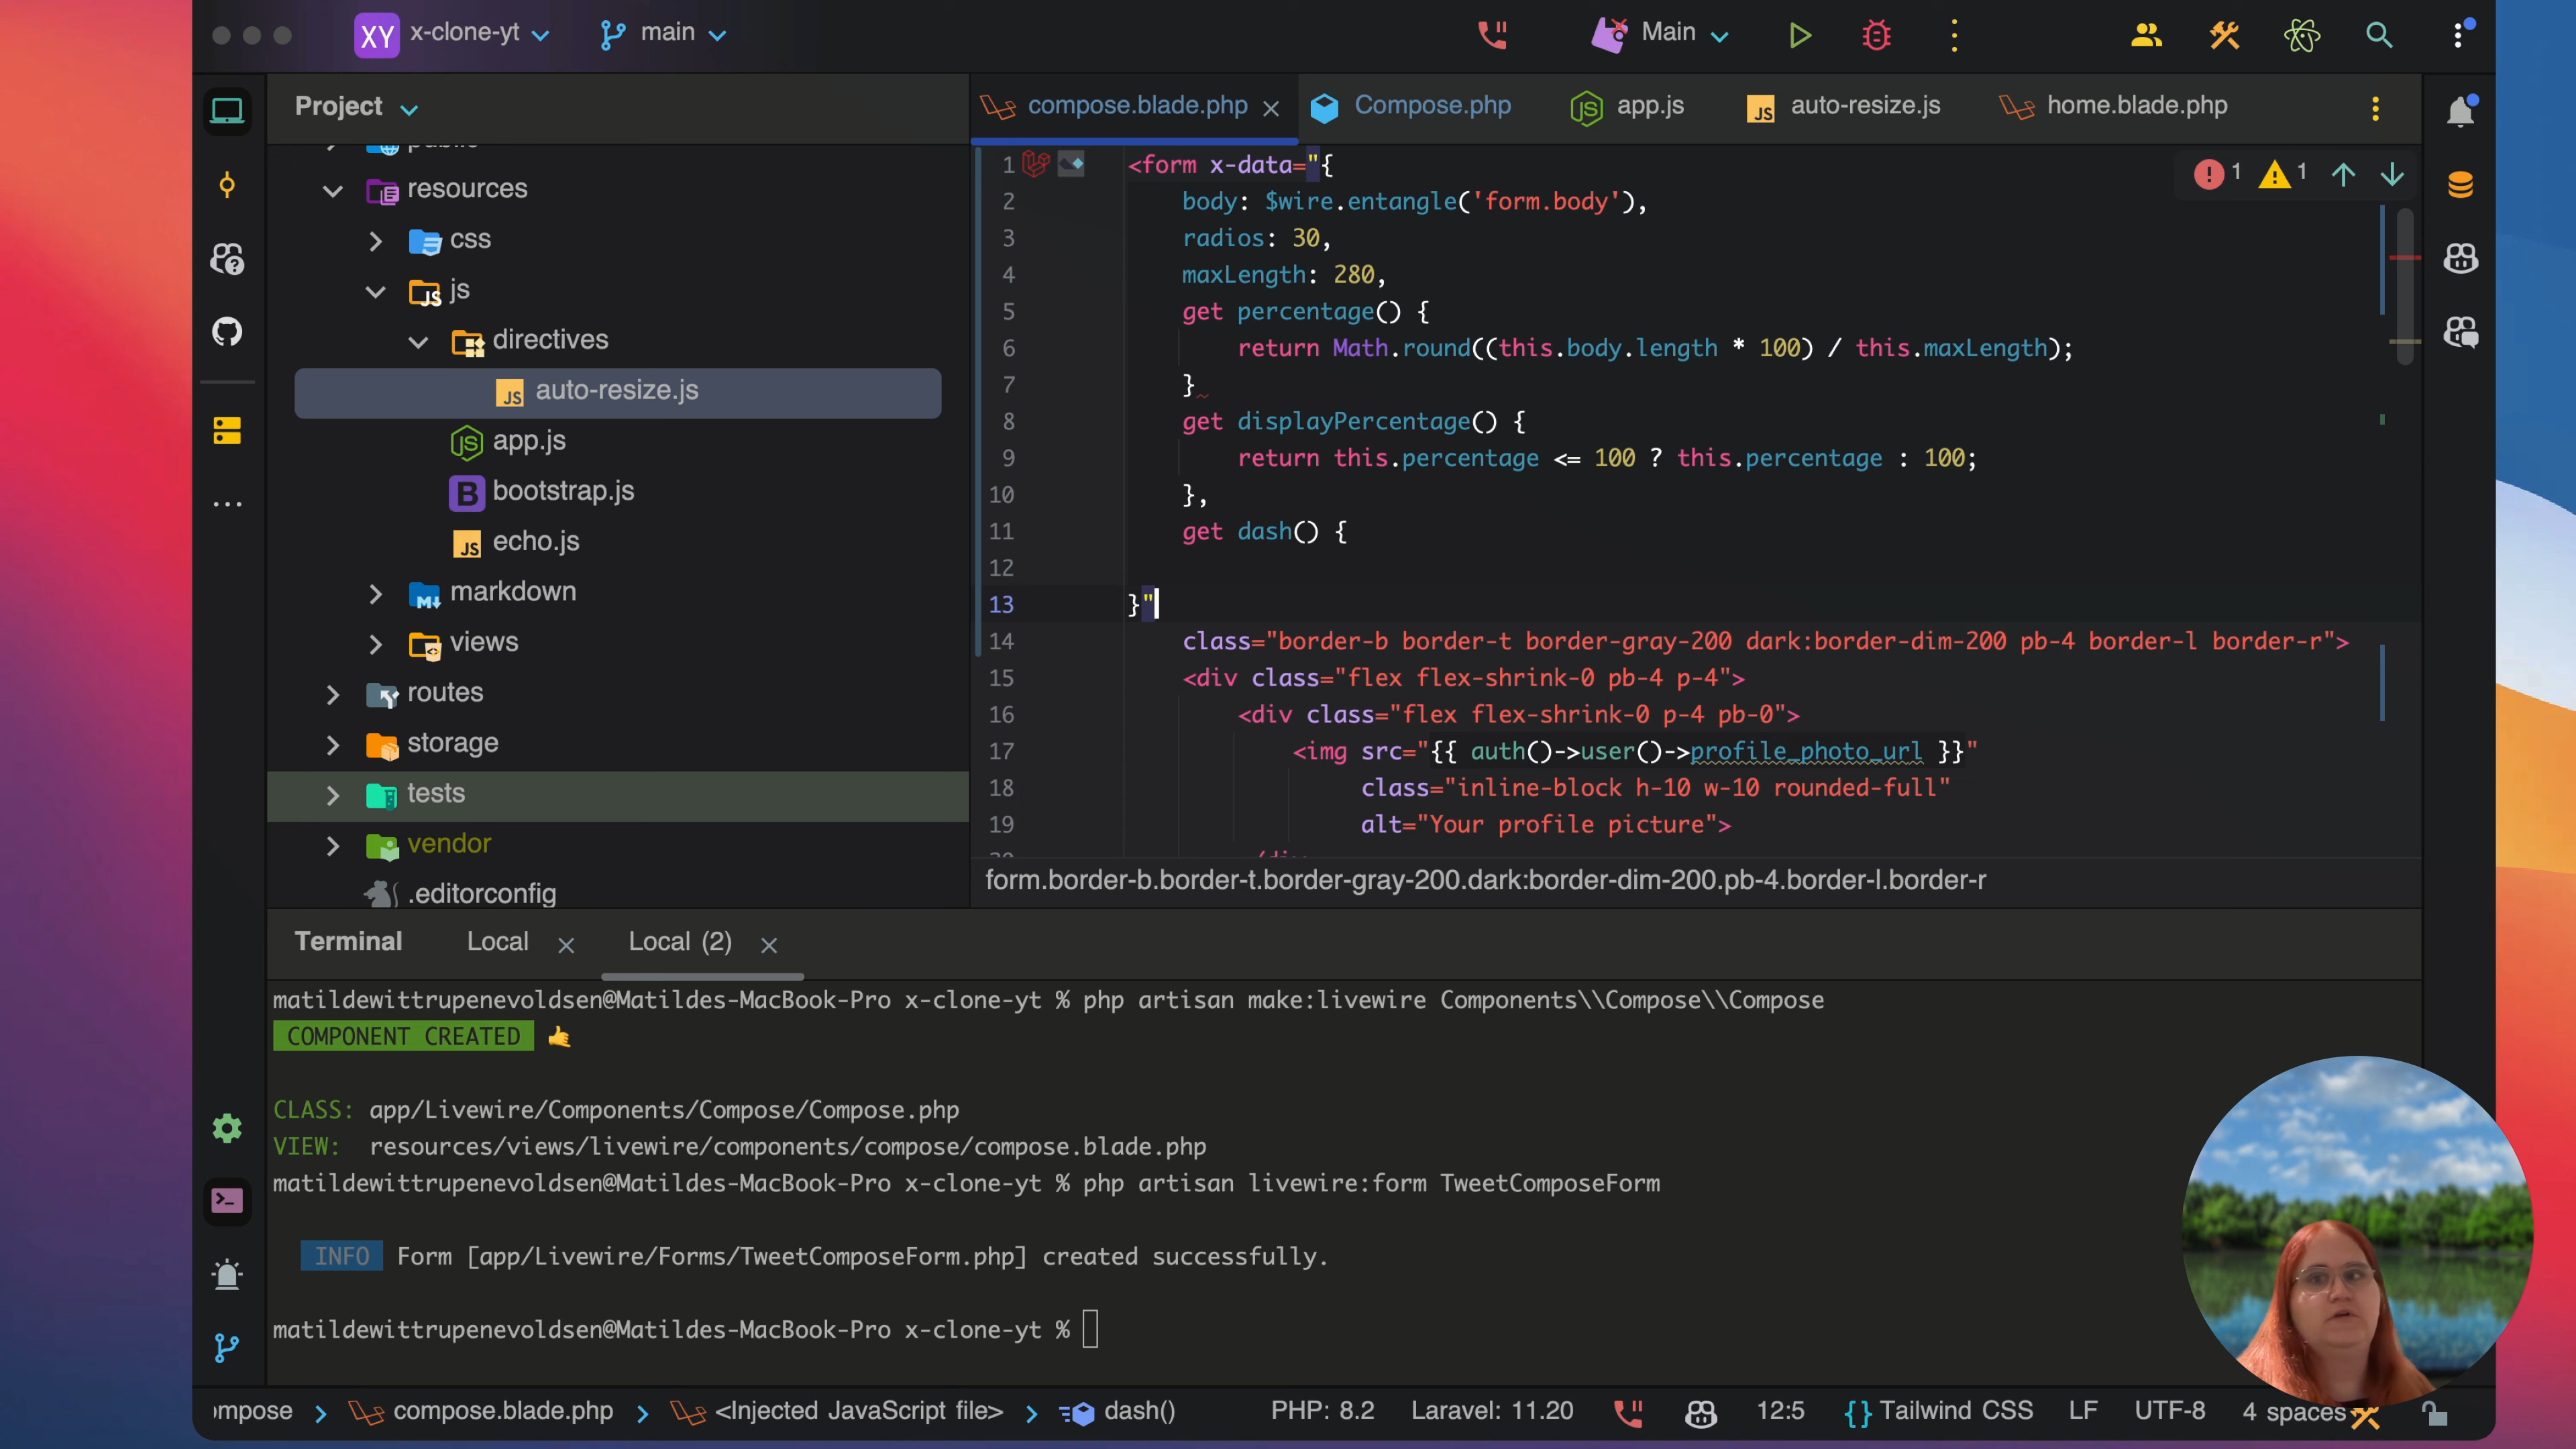 XY x-clone-yt main Main
Project
compose.blade.php Compose.php app.js auto-resize.js home.blade.php
public
resources
css
js
directives
auto-resize.js
app.js
bootstrap.js
echo.js
markdown
views
routes
storage
tests
vendor
.editorconfig
1 <form x-data="{
2 body: $wire.entangle('form.body'),
3 radios: 30,
4 maxLength: 280,
5 get percentage() {
6 return Math.round((this.body.length * 100) / this.maxLength);
7 }
8 get displayPercentage() {
9 return this.percentage <= 100 ? this.percentage : 100;
10 },
11 get dash() {
12
13 }"
14 class="border-b border-t border-gray-200 dark:border-dim-200 pb-4 border-l border-r">
15 <div class="flex flex-shrink-0 pb-4 p-4">
16 <div class="flex flex-shrink-0 p-4 pb-0">
17 <img src="{{ auth()->user()->profile_photo_url }}"
18 class="inline-block h-10 w-10 rounded-full"
19 alt="Your profile picture">
1 1
form.border-b.border-t.border-gray-200.dark:border-dim-200.pb-4.border-l.border-r
Terminal Local Local (2)
matildewittrupenevoldsen@Matildes-MacBook-Pro x-clone-yt % php artisan make:livewire Components\\Compose\\Compose
COMPONENT CREATED 🤙
CLASS: app/Livewire/Components/Compose/Compose.php
VIEW: resources/views/livewire/components/compose/compose.blade.php
matildewittrupenevoldsen@Matildes-MacBook-Pro x-clone-yt % php artisan livewire:form TweetComposeForm
INFO Form [app/Livewire/Forms/TweetComposeForm.php] created successfully.
matildewittrupenevoldsen@Matildes-MacBook-Pro x-clone-yt %
ompose compose.blade.php <Injected JavaScript file> dash() PHP: 8.2 Laravel: 11.20 12:5 {} Tailwind CSS LF UTF-8 4 spaces